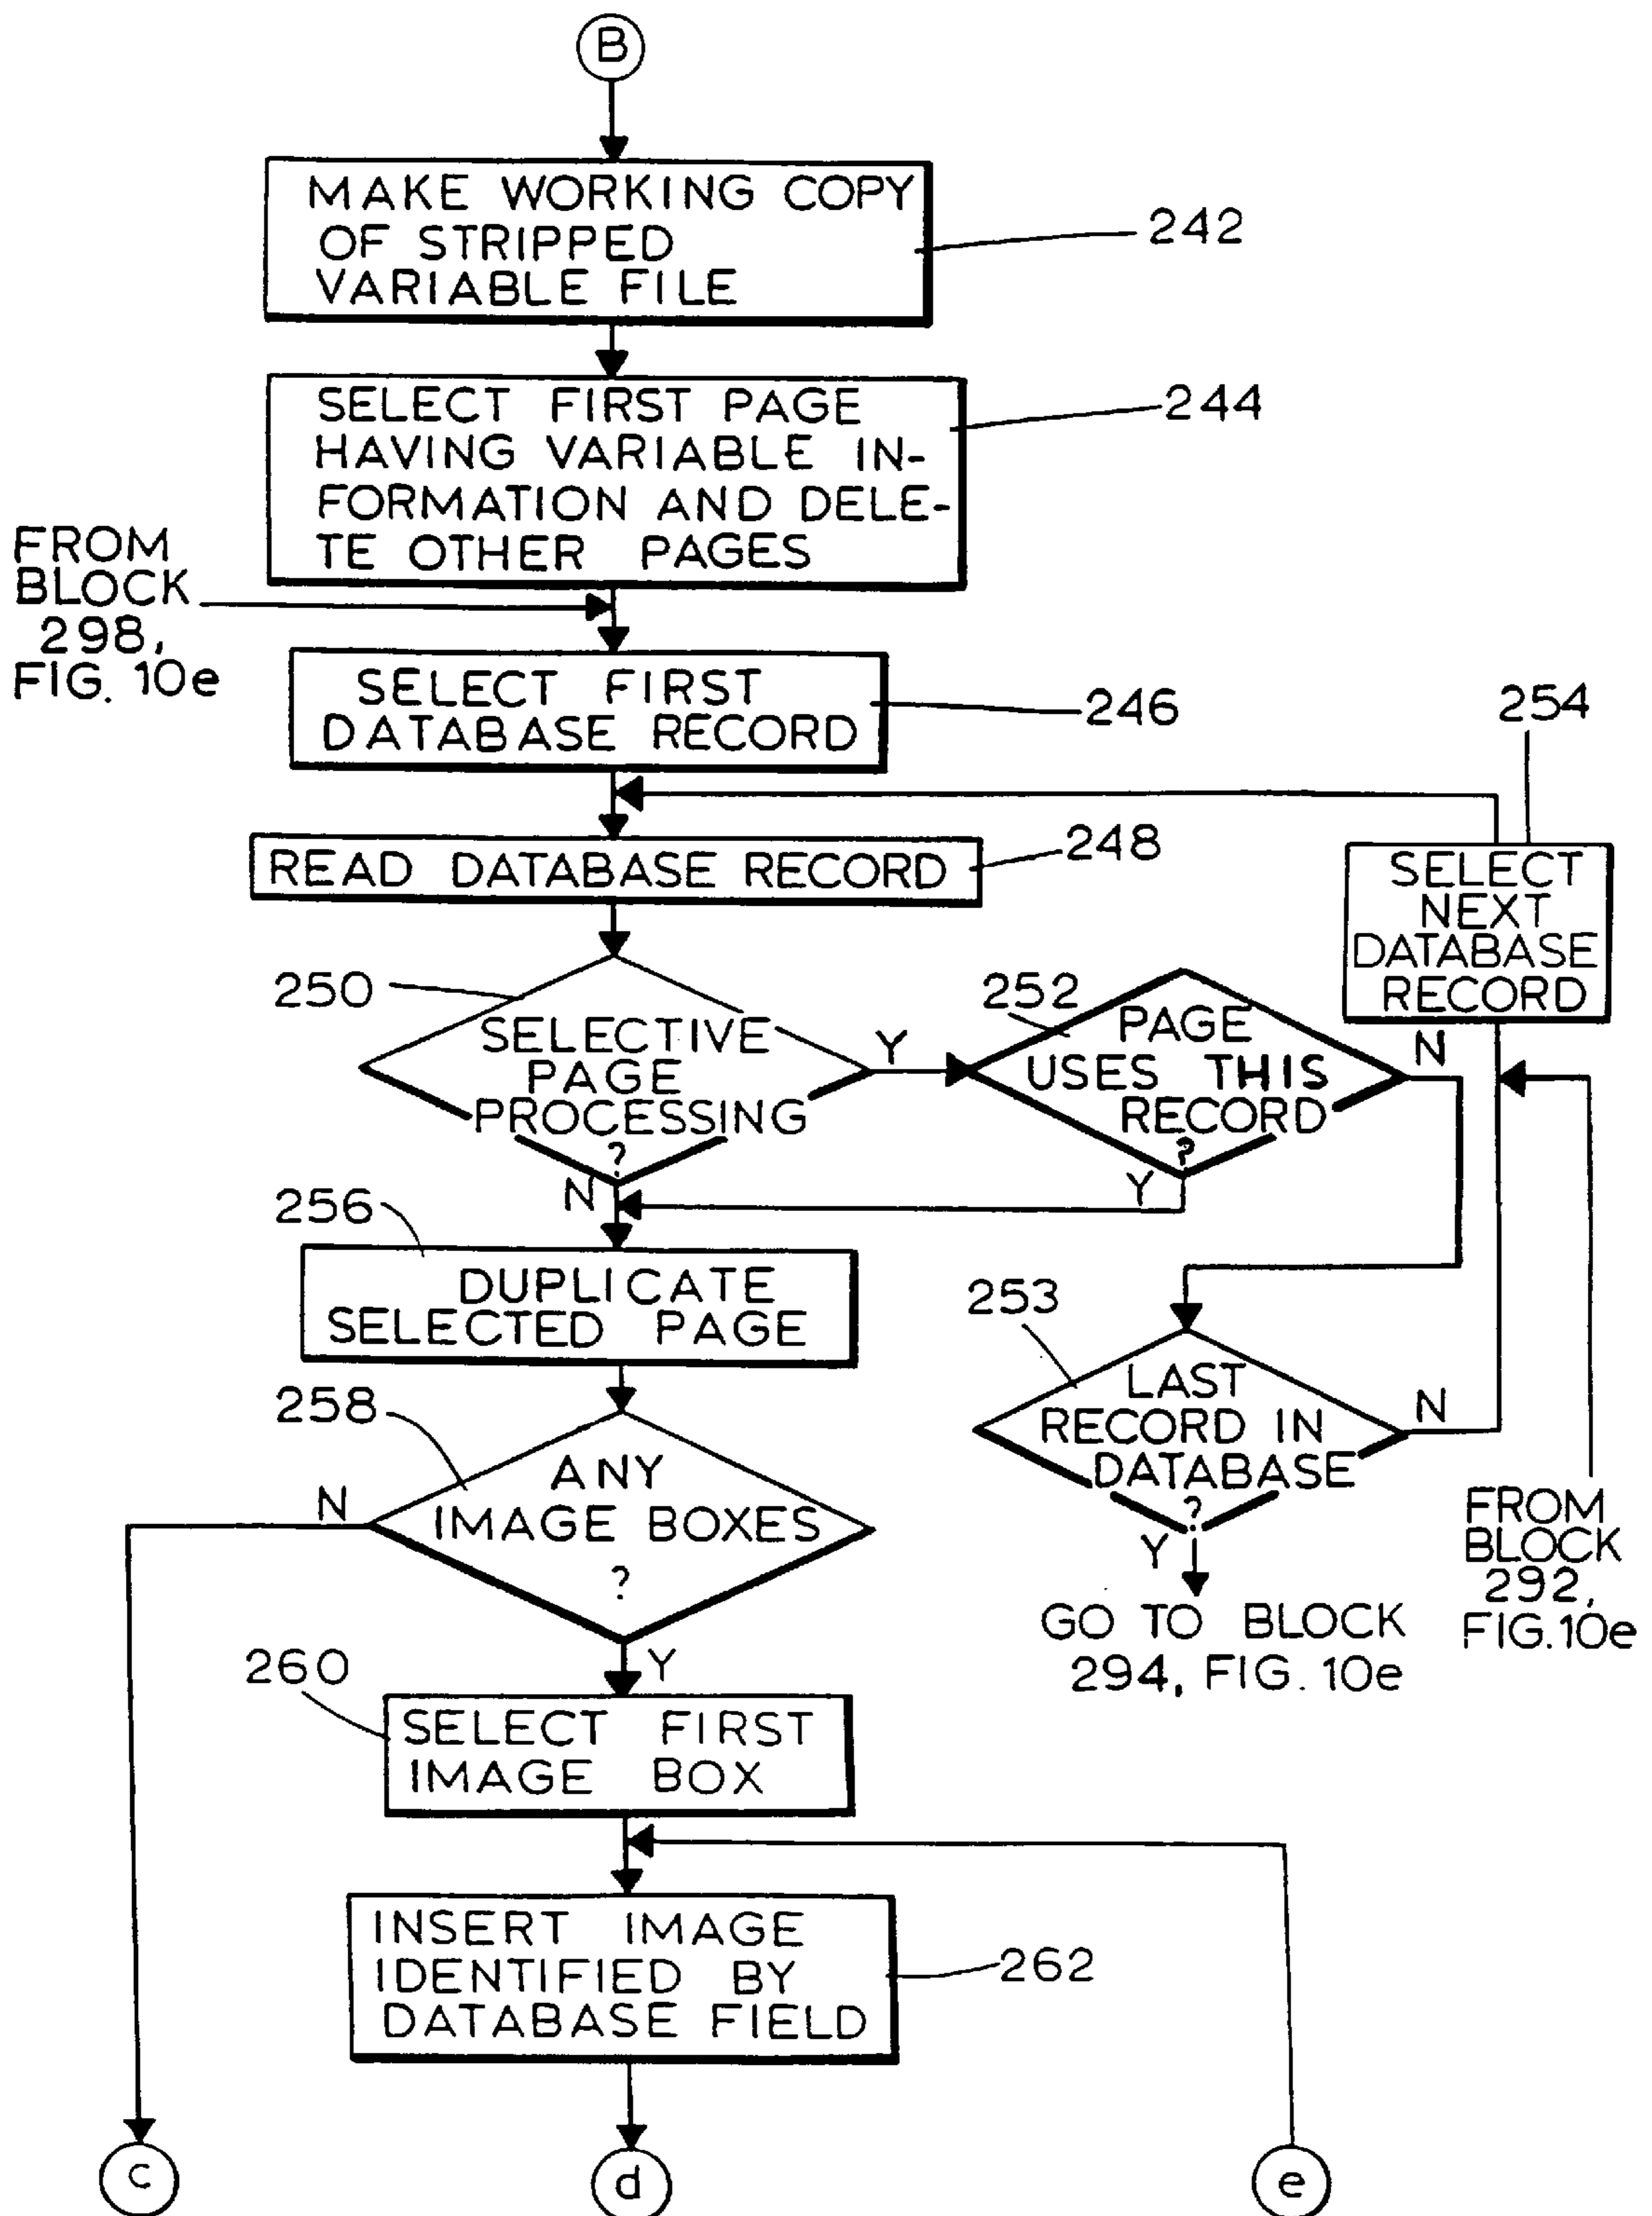 B
MAKE WORKING COPY
OF STRIPPED
VARIABLE FILE
242
SELECT FIRST PAGE
HAVING VARIABLE IN-
FORMATION AND DELE-
TE OTHER PAGES
244
FROM
BLOCK
298,
FIG. 10e
SELECT FIRST
DATABASE RECORD
246
254
READ DATABASE RECORD
248
SELECT
NEXT
DATABASE
RECORD
250
SELECTIVE
PAGE
PROCESSING
?
Y
N
252
PAGE
USES THIS
RECORD
?
N
Y
256
DUPLICATE
SELECTED PAGE
253
LAST
RECORD IN
DATABASE
?
N
Y
GO TO BLOCK
294, FIG. 10e
FROM
BLOCK
292,
FIG. 10e
258
ANY
IMAGE BOXES
?
N
Y
260
SELECT FIRST
IMAGE BOX
INSERT IMAGE
IDENTIFIED BY
DATABASE FIELD
262
c
d
e